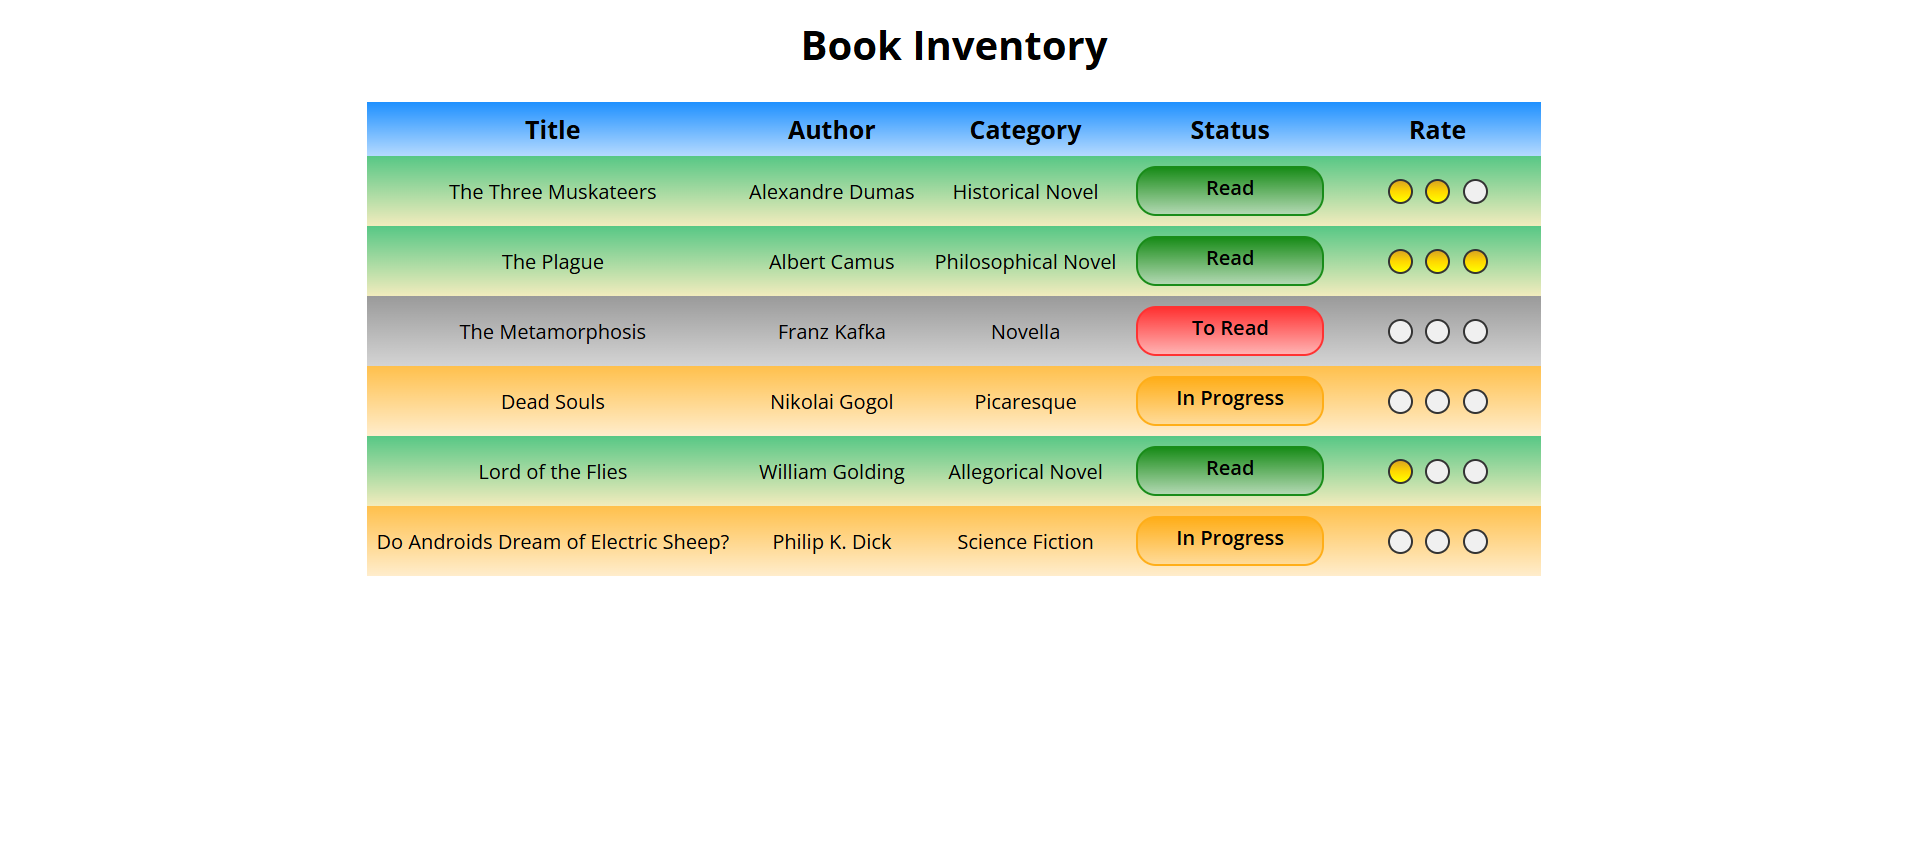 Book Inventory
Title Author Category Status Rate
The Three Muskateers Alexandre Dumas Historical Novel Read
The Plague Albert Camus Philosophical Novel Read
The Metamorphosis Franz Kafka Novella To Read
Dead Souls Nikolai Gogol Picaresque In Progress
Lord of the Flies William Golding Allegorical Novel Read
Do Androids Dream of Electric Sheep? Philip K. Dick Science Fiction In Progress